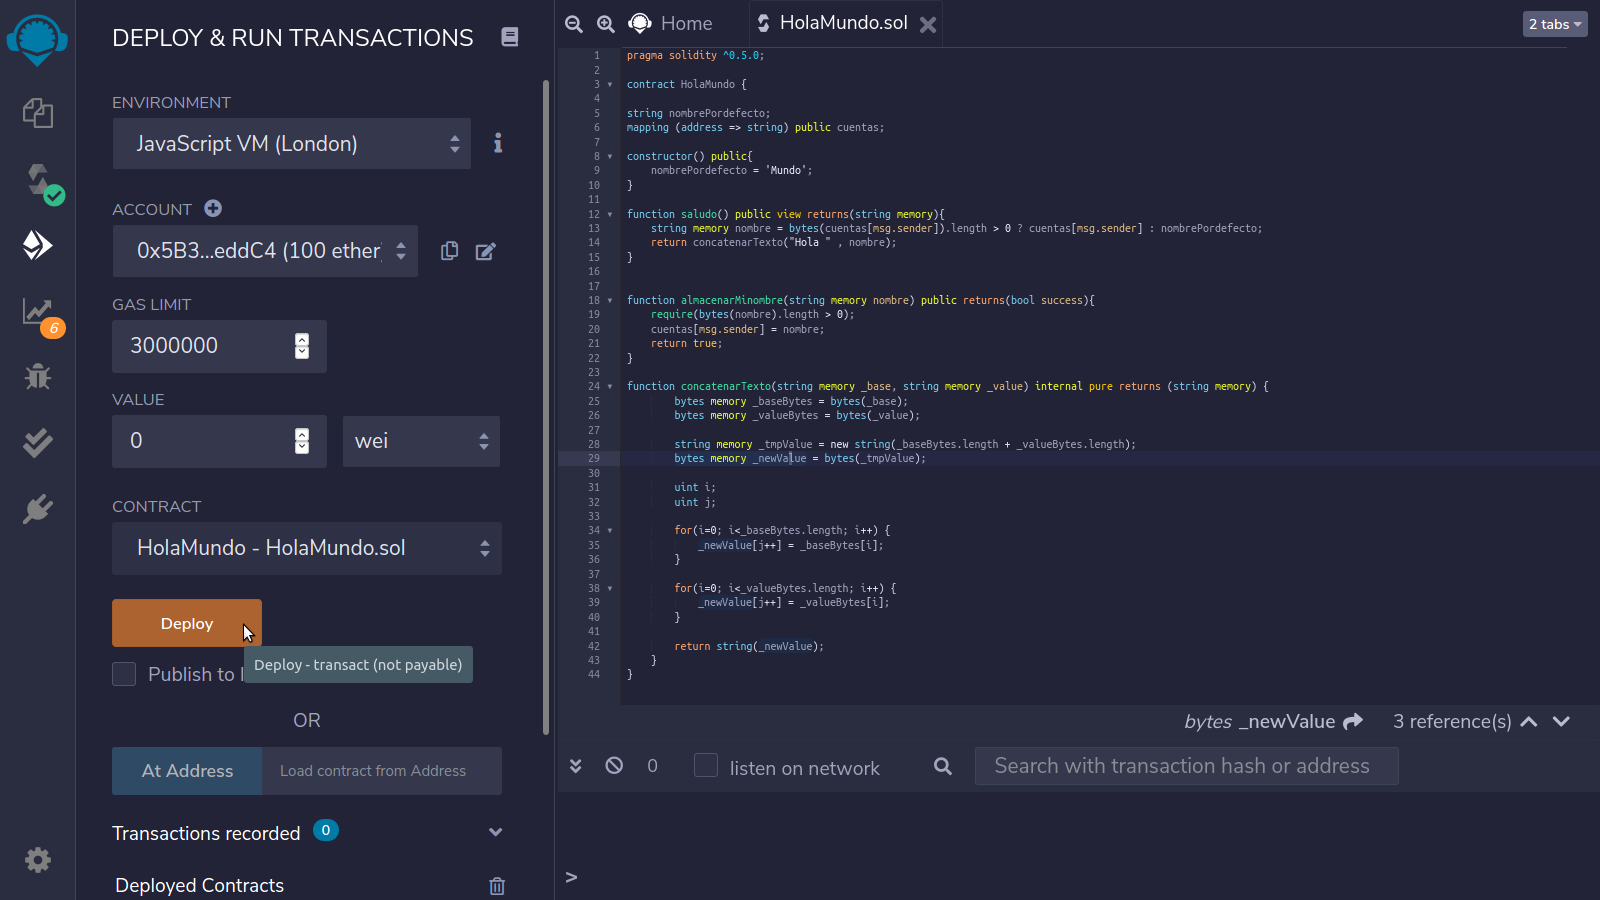 DEPLOY & RUN TRANSACTIONS
ENVIRONMENT
JavaScript VM (London)
ACCOUNT
0x5B3...eddC4 (100 ether
GAS LIMIT
3000000
VALUE
0
wei
CONTRACT
HolaMundo - HolaMundo.sol
Deploy
Deploy - transact (not payable)
Publish to
OR
At Address
Load contract from Address
Transactions recorded 0
Deployed Contracts
6
Home
HolaMundo.sol
2 tabs
1 pragma solidity ^0.5.0;
2
3 contract HolaMundo {
4
5 string nombrePordefecto;
6 mapping (address => string) public cuentas;
7
8 constructor() public{
9 nombrePordefecto = 'Mundo';
10 }
11
12 function saludo() public view returns(string memory){
13 string memory nombre = bytes(cuentas[msg.sender]).length > 0 ? cuentas[msg.sender] : nombrePordefecto;
14 return concatenarTexto("Hola " , nombre);
15 }
16
17
18 function almacenarMinombre(string memory nombre) public returns(bool success){
19 require(bytes(nombre).length > 0);
20 cuentas[msg.sender] = nombre;
21 return true;
22 }
23
24 function concatenarTexto(string memory _base, string memory _value) internal pure returns (string memory) {
25 bytes memory _baseBytes = bytes(_base);
26 bytes memory _valueBytes = bytes(_value);
27
28 string memory _tmpValue = new string(_baseBytes.length + _valueBytes.length);
29 bytes memory _newValue = bytes(_tmpValue);
30
31 uint i;
32 uint j;
33
34 for(i=0; i<_baseBytes.length; i++) {
35 _newValue[j++] = _baseBytes[i];
36 }
37
38 for(i=0; i<_valueBytes.length; i++) {
39 _newValue[j++] = _valueBytes[i];
40 }
41
42 return string(_newValue);
43 }
44 }
bytes _newValue 3 reference(s)
0 listen on network Search with transaction hash or address
>